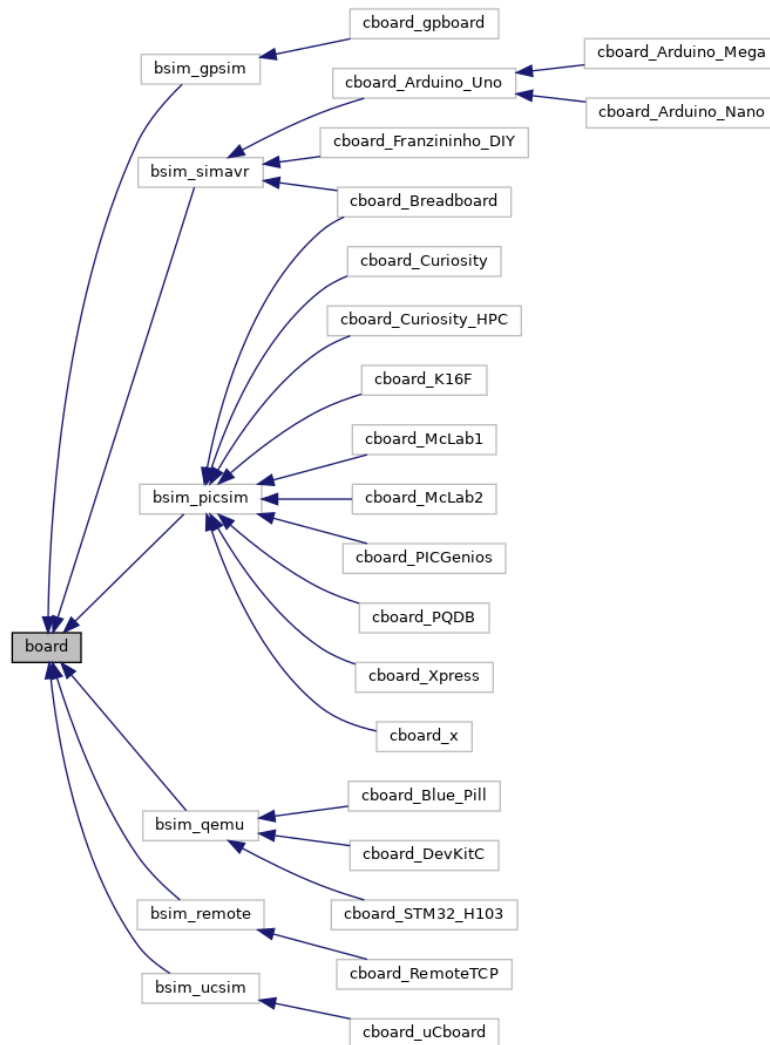 cboard_gpboard
cboard_Arduino_Mega
bsim_gpsim
cboard_Arduino_Uno
cboard_Arduino_Nano
cboard_Franzininho_DIY
bsim_simavr
cboard_Breadboard
cboard_Curiosity
cboard_Curiosity_HPC
cboard_K16F
cboard_McLab1
bsim_picsim
cboard_McLab2
cboard_PICGenios
cboard_PQDB
board
cboard_Xpress
cboard_x
cboard_Blue_Pill
bsim_qemu
cboard_DevKitC
bsim_remote
cboard_STM32_H103
cboard_RemoteTCP
bsim_ucsim
cboard_uCboard